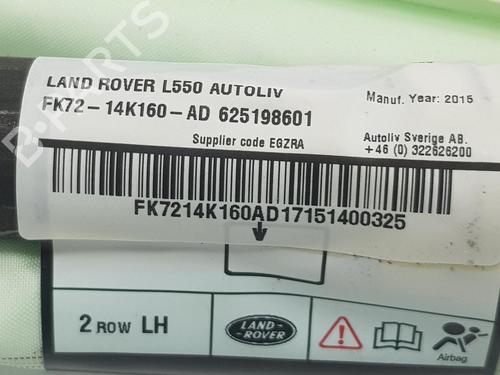 LAND ROVER L550 AUTOLIV
Manuf. Year: 2015
FK72-14K160-AD 625198601
Supplier code EGZRA
Autoliv Sverige AB.
+46 (0) 322626200
FK7214K160AD17151400325
2 ROW LH
LAND-
ROVER
Airbag
B-PARTS